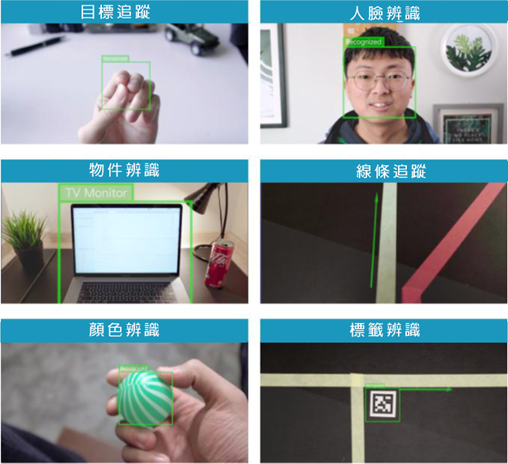 目標追蹤
人臉辨識
Recognized
物件辨識
線條追蹤
TV Monitor
顏色辨識
標籤辨識